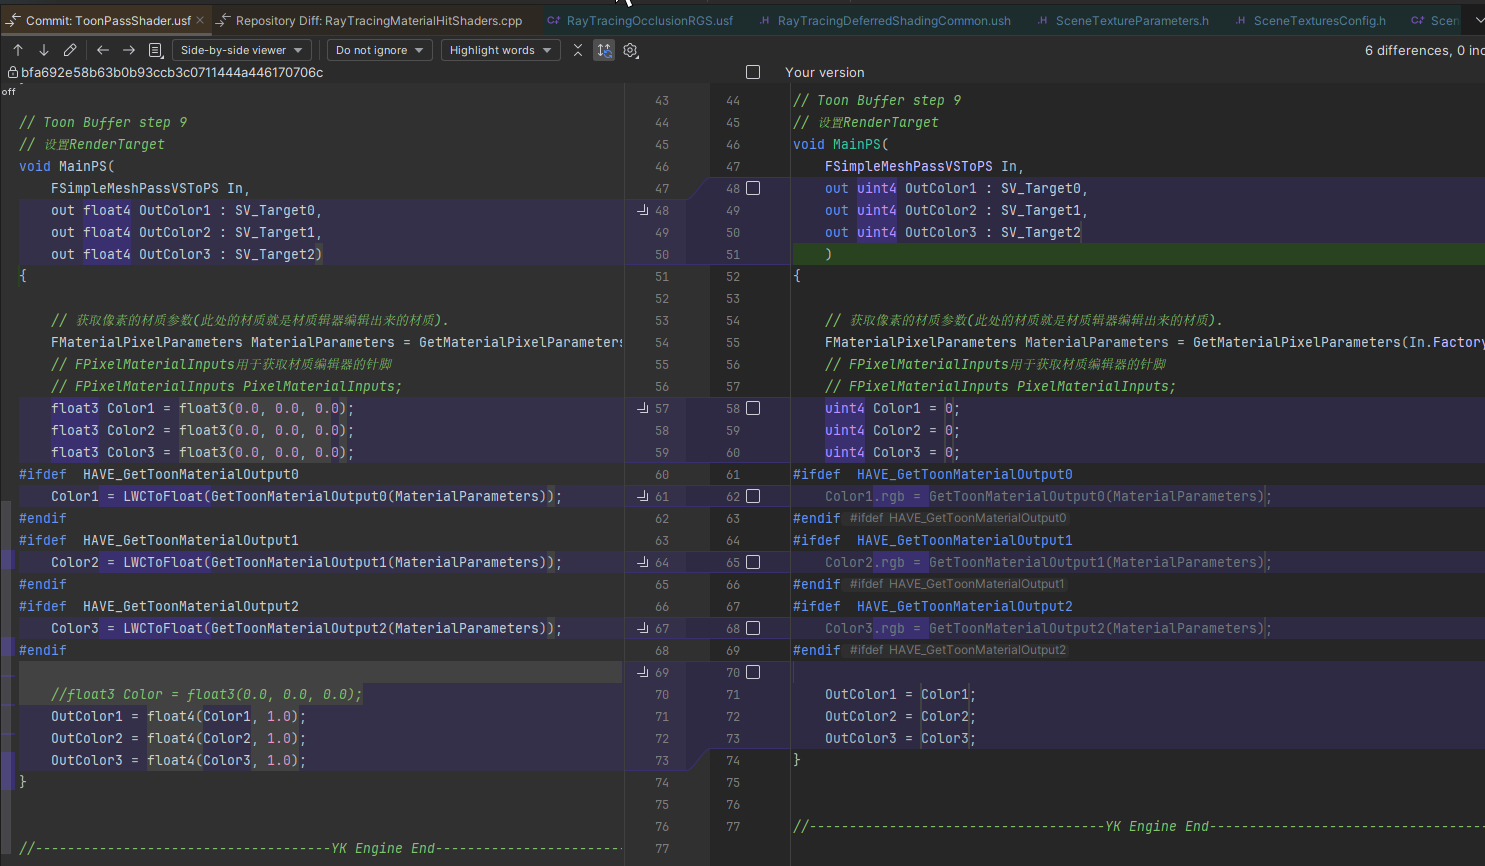 Commit: ToonPassShader.usf
Repository Diff: RayTracingMaterialHitShaders.cpp
RayTracingOcclusionRGS.usf
RayTracingDeferredShadingCommon.ush
SceneTextureParameters.h
SceneTexturesConfig.h
Scen
Side-by-side viewer
Do not ignore
Highlight words
6 differences, 0 inc
bfa692e58b63b0b93ccb3c0711444a446170706c
Your version
off
// Toon Buffer step 9
// 设置RenderTarget
void MainPS(
FSimpleMeshPassVSToPS In,
out float4 OutColor1 : SV_Target0,
out float4 OutColor2 : SV_Target1,
out float4 OutColor3 : SV_Target2)
{
// 获取像素的材质参数(此处的材质就是材质辑器编辑出来的材质).
FMaterialPixelParameters MaterialParameters = GetMaterialPixelParameters
// FPixelMaterialInputs用于获取材质编辑器的针脚
// FPixelMaterialInputs PixelMaterialInputs;
float3 Color1 = float3(0.0, 0.0, 0.0);
float3 Color2 = float3(0.0, 0.0, 0.0);
float3 Color3 = float3(0.0, 0.0, 0.0);
#ifdef  HAVE_GetToonMaterialOutput0
Color1 = LWCToFloat(GetToonMaterialOutput0(MaterialParameters));
#endif
#ifdef  HAVE_GetToonMaterialOutput1
Color2 = LWCToFloat(GetToonMaterialOutput1(MaterialParameters));
#endif
#ifdef  HAVE_GetToonMaterialOutput2
Color3 = LWCToFloat(GetToonMaterialOutput2(MaterialParameters));
#endif
//float3 Color = float3(0.0, 0.0, 0.0);
OutColor1 = float4(Color1, 1.0);
OutColor2 = float4(Color2, 1.0);
OutColor3 = float4(Color3, 1.0);
}
//-------------------------------------YK Engine End------------------------
43 44
44 45
45 46
46 47
47 48
48 49
49 50
50 51
51 52
52 53
53 54
54 55
55 56
56 57
57 58
58 59
59 60
60 61
61 62
62 63
63 64
64 65
65 66
66 67
67 68
68 69
69 70
70 71
71 72
72 73
73 74
74 75
75 76
76 77
77
// Toon Buffer step 9
// 设置RenderTarget
void MainPS(
FSimpleMeshPassVSToPS In,
out uint4 OutColor1 : SV_Target0,
out uint4 OutColor2 : SV_Target1,
out uint4 OutColor3 : SV_Target2
)
{
// 获取像素的材质参数(此处的材质就是材质辑器编辑出来的材质).
FMaterialPixelParameters MaterialParameters = GetMaterialPixelParameters(In.Factory
// FPixelMaterialInputs用于获取材质编辑器的针脚
// FPixelMaterialInputs PixelMaterialInputs;
uint4 Color1 = 0;
uint4 Color2 = 0;
uint4 Color3 = 0;
#ifdef  HAVE_GetToonMaterialOutput0
Color1.rgb = GetToonMaterialOutput0(MaterialParameters);
#endif #ifdef HAVE_GetToonMaterialOutput0
#ifdef  HAVE_GetToonMaterialOutput1
Color2.rgb = GetToonMaterialOutput1(MaterialParameters);
#endif #ifdef HAVE_GetToonMaterialOutput1
#ifdef  HAVE_GetToonMaterialOutput2
Color3.rgb = GetToonMaterialOutput2(MaterialParameters);
#endif #ifdef HAVE_GetToonMaterialOutput2
OutColor1 = Color1;
OutColor2 = Color2;
OutColor3 = Color3;
}
//-------------------------------------YK Engine End-----------------------------------